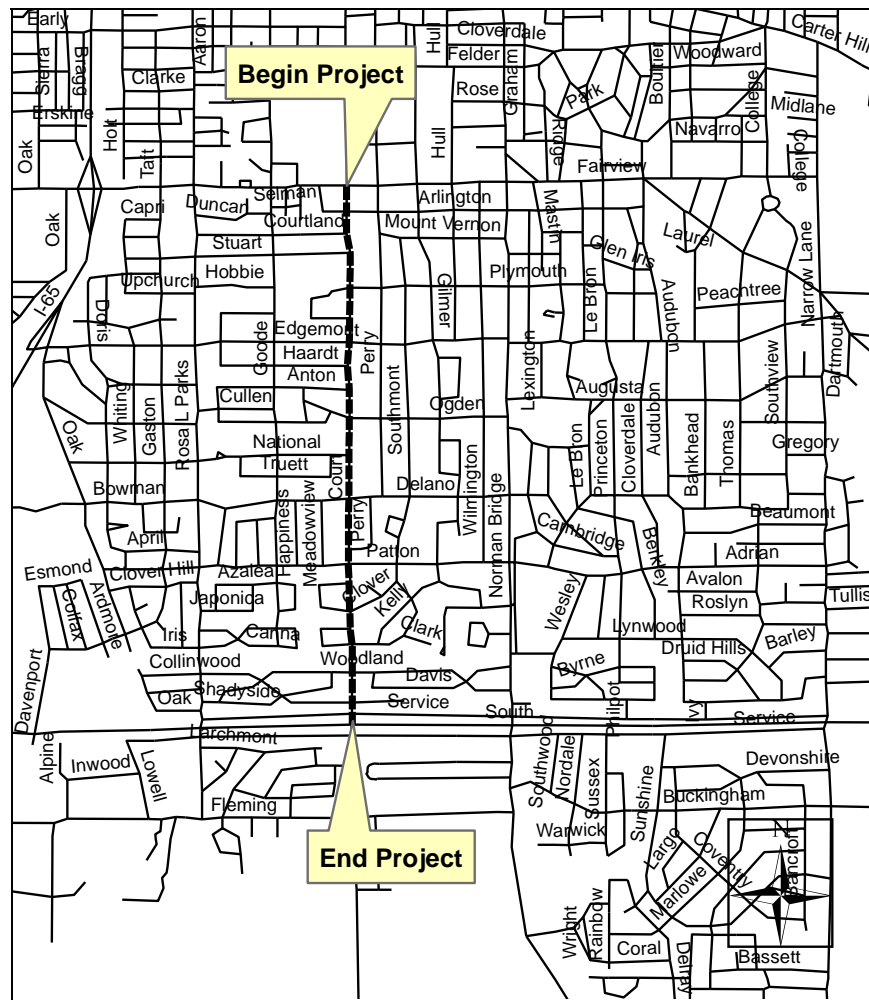 Early
Sierra
Bragg
Aaron
Clarke
Erskine
Oak
Holt
Taft
Hull
Cloverdale
Felder
Rose
Graham
Park
Ridge
Boultier
Woodward
College
Carter Hill
Midlane
Navarro
College
Fairview
Begin Project
Hull
Oak
Capri
Duncan
Selman
Courtland
Arlington
Mount Vernon
Mastin
Stuart
Hobbie
Upchurch
I-65
Doris
Gilmer
Plymouth
Glen Iris
Le Bron
Laurel
Audubon
Peachtree
Narrow Lane
Dartmouth
Goode
Edgemont
Haardt
Anton
Perry
Cullen
Whiting
Gaston
Rosa L Parks
Oak
Southmont
Ogden
Lexington
Augusta
Le Bron
Princeton
Cloverdale
Audubon
Bankhead
Thomas
Southview
Gregory
National
Truett
Court
Delano
Wilmington
Norman Bridge
Bowman
Happiness
Meadowview
Perry
Patton
Cambridge
Berkley
Beaumont
Adrian
April
Esmond
Clover Hill
Azalea
Clover
Kelly
Clark
Colfax
Ardmore
Japonica
Iris
Canna
Wesley
Avalon
Roslyn
Tullis
Lynwood
Druid Hills
Barley
Davenport
Collinwood
Woodland
Davis
Byrne
Oak
Shadyside
Service
South
Philpot
Ivy
Service
Larchmont
Alpine
Inwood
Lowell
Fleming
Southwood
Nordale
Sussex
Sunshine
Devonshire
Buckingham
Warwick
End Project
Largo
Coventry
Marlowe
N
Bancroft
Wright
Rainbow
Coral
Delray
Bassett